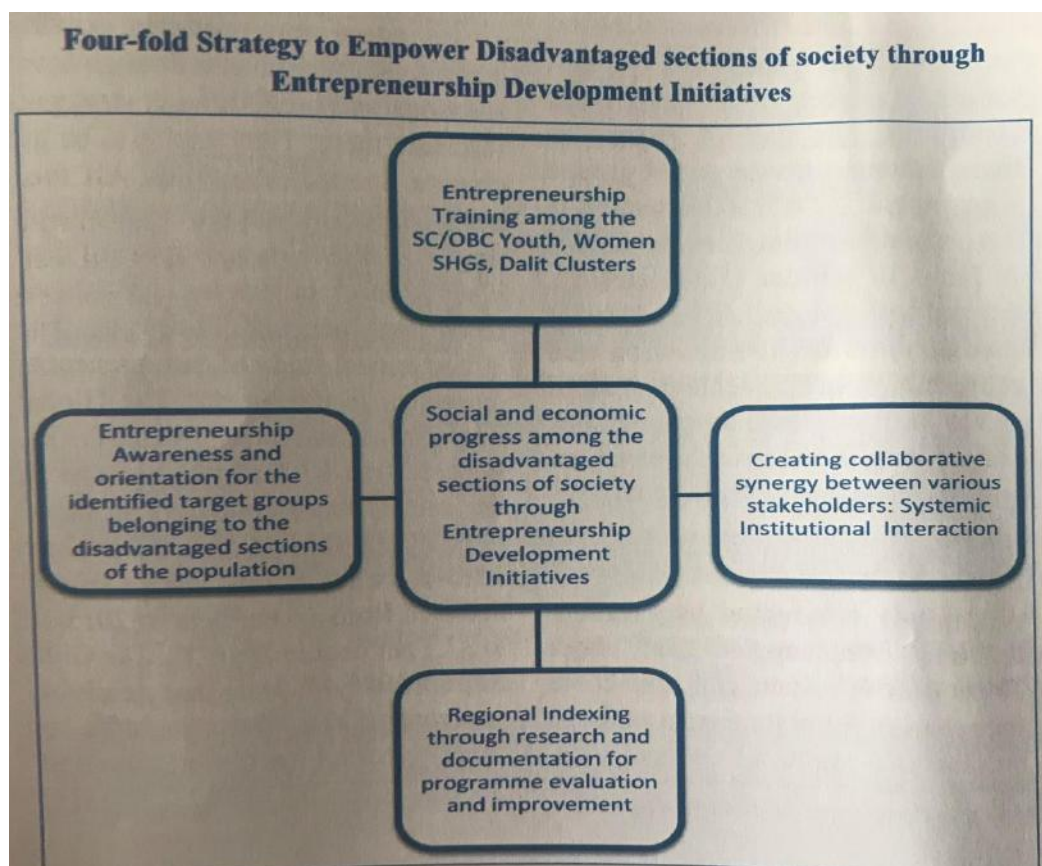 Four-fold Strategy to Empower Disadvantaged sections of society through
Entrepreneurship Development Initiatives
Entrepreneurship
Training among the
SC/OBC Youth, Women
SHGs, Dalit Clusters
Entrepreneurship
Awareness and
orientation for the
identified target groups
belonging to the
disadvantaged sections
of the population
Social and economic
progress among the
disadvantaged
sections of society
through
Entrepreneurship
Development
Initiatives
Creating collaborative
synergy between various
stakeholders: Systemic
Institutional Interaction
Regional Indexing
through research and
documentation for
programme evaluation
and improvement